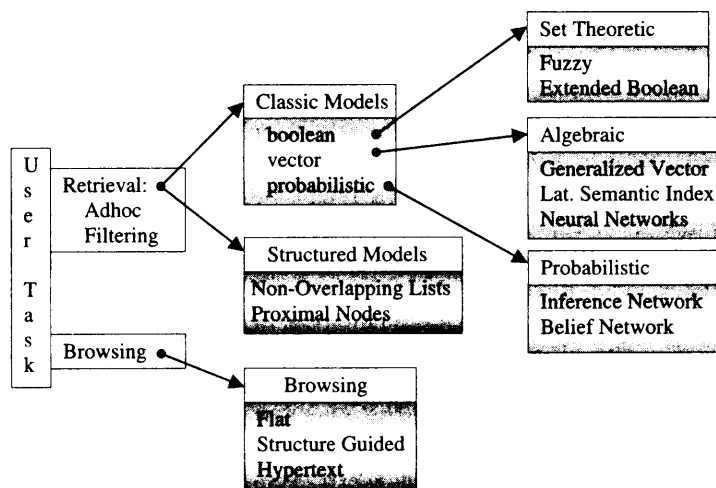 User Task
Retrieval:
Adhoc
Filtering
Browsing
Classic Models
boolean
vector
probabilistic
Structured Models
Non-Overlapping Lists
Proximal Nodes
Browsing
Flat
Structure Guided
Hypertext
Set Theoretic
Fuzzy
Extended Boolean
Algebraic
Generalized Vector
Lat. Semantic Index
Neural Networks
Probabilistic
Inference Network
Belief Network